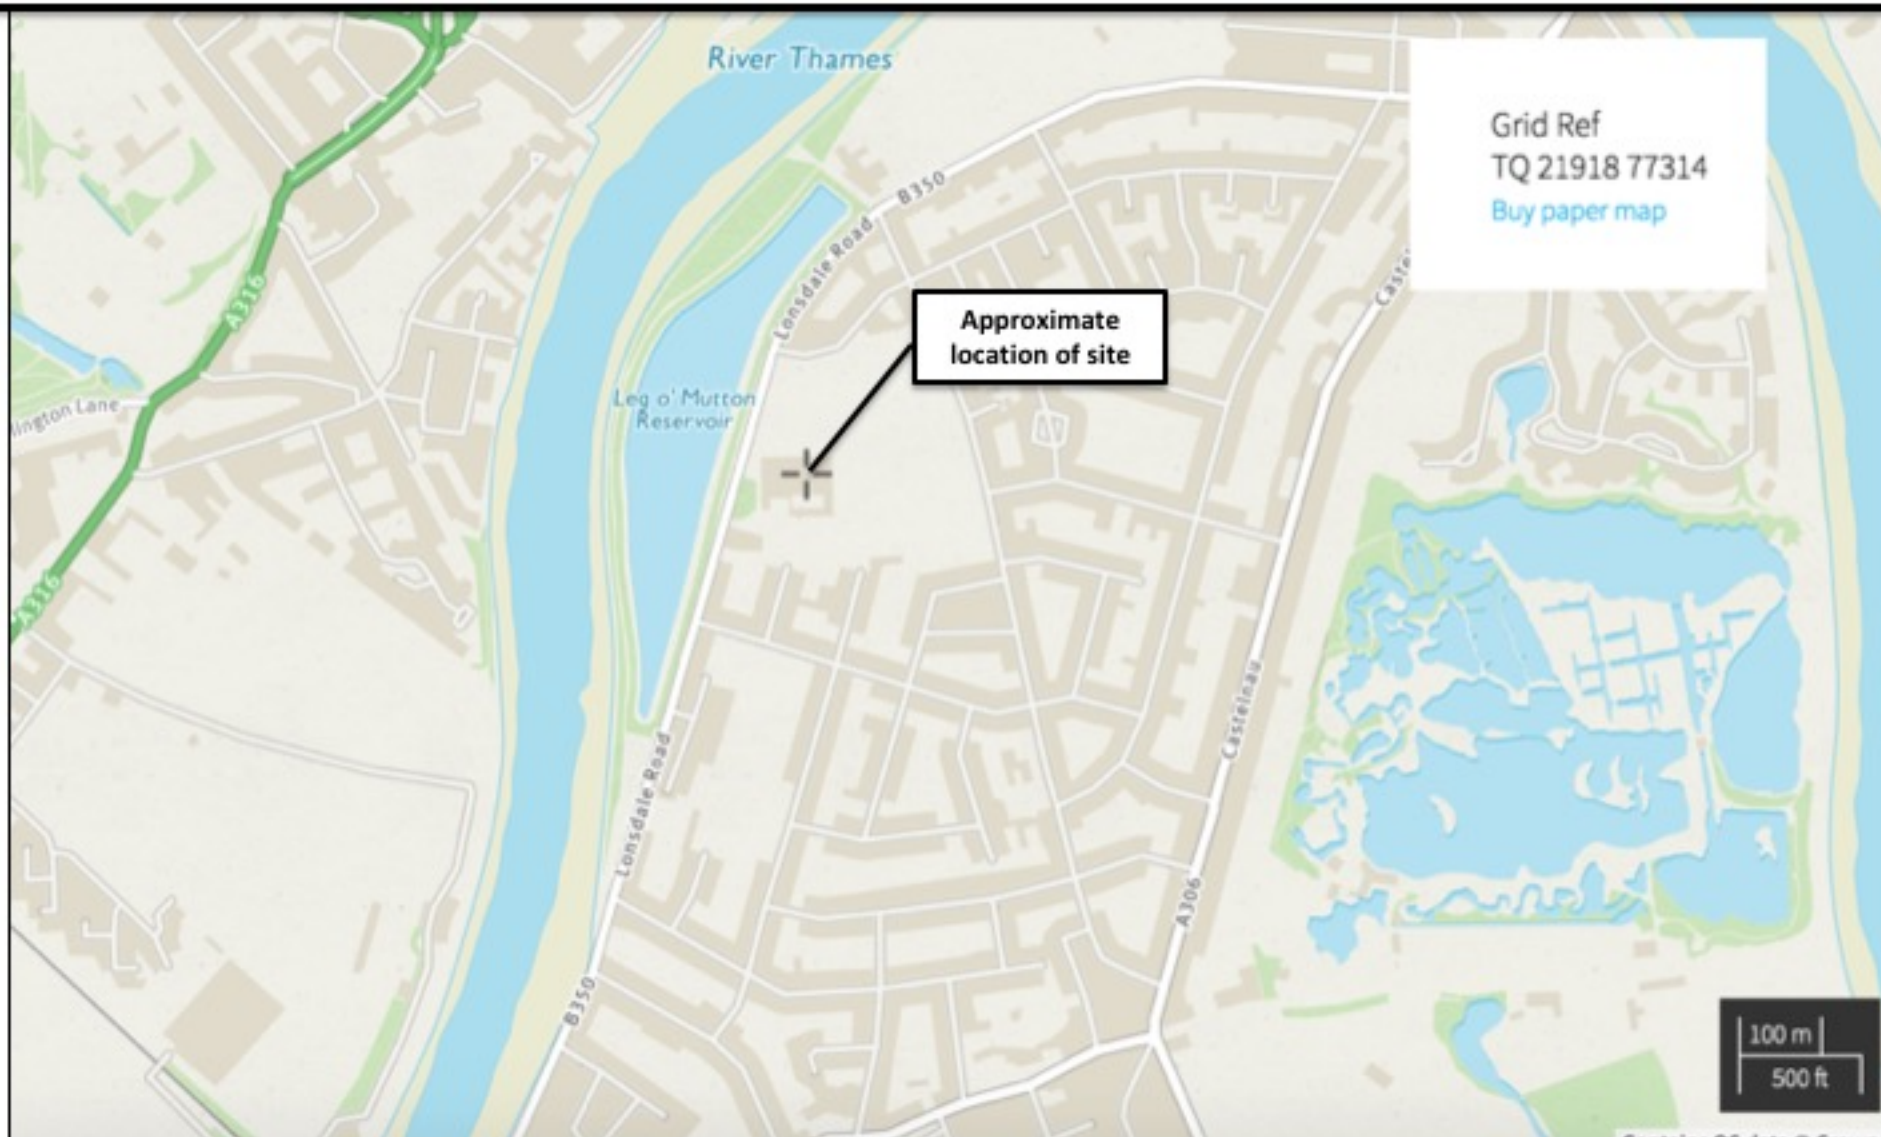 River Thames
Grid Ref
TQ 21918 77314
Buy paper map
B350
Lonsdale Road
A316
Approximate
location of site
Leg o' Mutton
Reservoir
Lane
A316
Castelnau
Lonsdale Road
A306
B350
100 m
500 ft